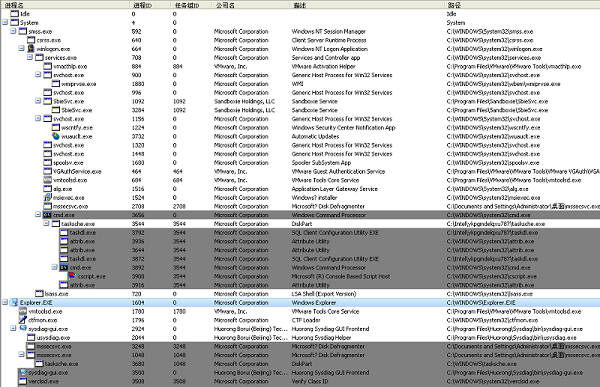 进程名 进程ID 任务组ID 公司名 描述 路径
Idle 0 0 Idle
System 4 0 System
smss.exe 592 0 Microsoft Corporation Windows NT Session Manager C:\WINDOWS\system32\smss.exe
csrss.exe 640 0 Microsoft Corporation Client Server Runtime Process C:\WINDOWS\system32\csrss.exe
winlogon.exe 664 0 Microsoft Corporation Windows NT Logon Application C:\WINDOWS\system32\winlogon.exe
services.exe 708 0 Microsoft Corporation Services and Controller app C:\WINDOWS\system32\services.exe
vmacthlp.exe 884 884 VMware, Inc. VMware Activation Helper C:\Program Files\VMware\VMware Tools\vmacthlp.exe
svchost.exe 900 0 Microsoft Corporation Generic Host Process for Win32 Services C:\WINDOWS\system32\svchost.exe
wmiprvse.exe 1880 0 Microsoft Corporation WMI C:\WINDOWS\system32\wbem\wmiprvse.exe
svchost.exe 996 0 Microsoft Corporation Generic Host Process for Win32 Services C:\WINDOWS\system32\svchost.exe
SbieSvc.exe 1092 1092 Sandboxie Holdings, LLC Sandboxie Service C:\Program Files\Sandboxie\SbieSvc.exe
SbieSvc.exe 3284 1092 Sandboxie Holdings, LLC Sandboxie Service C:\Program Files\Sandboxie\SbieSvc.exe
svchost.exe 1156 0 Microsoft Corporation Generic Host Process for Win32 Services C:\WINDOWS\System32\svchost.exe
wscntfy.exe 1224 0 Microsoft Corporation Windows Security Center Notification App C:\WINDOWS\system32\wscntfy.exe
wuauclt.exe 3732 0 Microsoft Corporation Automatic Updates C:\WINDOWS\system32\wuauclt.exe
svchost.exe 1320 0 Microsoft Corporation Generic Host Process for Win32 Services C:\WINDOWS\system32\svchost.exe
svchost.exe 1448 0 Microsoft Corporation Generic Host Process for Win32 Services C:\WINDOWS\system32\svchost.exe
spoolsv.exe 1680 0 Microsoft Corporation Spooler SubSystem App C:\WINDOWS\system32\spoolsv.exe
VGAuthService.exe 464 464 VMware, Inc. VMware Guest Authentication Service C:\Program Files\VMware\VMware Tools\VMware VG
vmtoolsd.exe 684 684 VMware, Inc. VMware Tools Core Service C:\Program Files\VMware\VMware Tools\vmtoolsd.exe
alg.exe 1516 0 Microsoft Corporation Application Layer Gateway Service C:\WINDOWS\System32\alg.exe
msiexec.exe 1524 0 Microsoft Corporation Windows? installer C:\WINDOWS\system32\msiexec.exe
mssecsvc.exe 2708 2708 Microsoft Corporation Microsoft? Disk Defragmenter C:\Documents and Settings\Administrator\桌面\mssecsvc.exe
cmd.exe 3656 0 Microsoft Corporation Windows Command Processor C:\WINDOWS\system32\cmd.exe
tasksche.exe 3544 3544 Microsoft Corporation DiskPart
taskdl.exe 3792 3544 Microsoft Corporation SQL Client Configuration Utility EXE
attrib.exe 3936 3544 Microsoft Corporation Attribute Utility C:\WINDOWS\system32\attrib.exe
attrib.exe 3640 3544 Microsoft Corporation Attribute Utility C:\WINDOWS\system32\attrib.exe
taskdl.exe 3872 3544 Microsoft Corporation SQL Client Configuration Utility EXE
cmd.exe 3892 3544 Microsoft Corporation Windows Command Processor C:\WINDOWS\system32\cmd.exe
cscript.exe 3900 3544 Microsoft Corporation Microsoft (R) Console Based Script Host C:\WINDOWS\system32\cscript.exe
attrib.exe 3916 3544 Microsoft Corporation Attribute Utility C:\WINDOWS\system32\attrib.exe
lsass.exe 720 0 Microsoft Corporation LSA Shell (Export Version) C:\WINDOWS\system32\lsass.exe
Explorer.EXE 1604 0 Microsoft Corporation Windows Explorer C:\WINDOWS\Explorer.EXE
vmtoolsd.exe 1780 1780 VMware, Inc. VMware Tools Core Service C:\Program Files\VMware\VMware Tools\vmtoolsd.exe
ctfmon.exe 1796 0 Microsoft Corporation CTF Loader C:\WINDOWS\system32\ctfmon.exe
sysdiag-gui.exe 2924 0 Huorong Borui (Beijing) Tec... Huorong Sysdiag GUI Frontend C:\Program Files\Huorong\Sysdiag\bin\sysdiag-gui.exe
usysdiag.exe 2044 0 Huorong Borui (Beijing) Tec... Huorong Sysdiag Helper C:\Program Files\Huorong\Sysdiag\bin\usysdiag.exe
mssecsvc.exe 3248 3248 Microsoft Corporation Microsoft? Disk Defragmenter C:\Documents and Settings\Administrator\桌面\mssecsvc.exe
mssecsvc.exe 1048 1048 Microsoft Corporation Microsoft? Disk Defragmenter C:\Documents and Settings\Administrator\桌面\mssecsvc.exe
tasksche.exe 3680 1048 Microsoft Corporation DiskPart C:\WINDOWS\tasksche.exe
sysdiag-gui.exe 3500 0 Huorong Borui (Beijing) Tec... Huorong Sysdiag GUI Frontend C:\Program Files\Huorong\Sysdiag\bin\sysdiag-gui.exe
verclsid.exe 3508 3508 Microsoft Corporation Verify Class ID C:\WINDOWS\system32\verclsid.exe